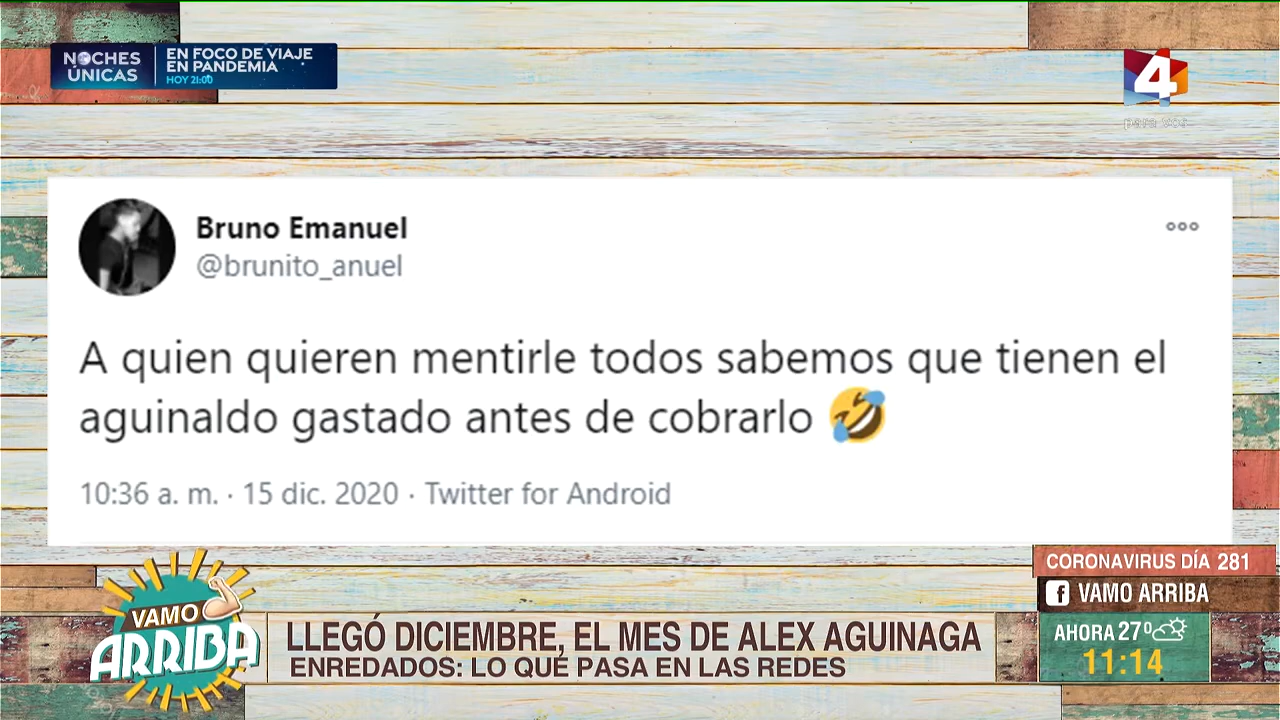 NOCHES
ÚNICAS
EN FOCO DE VIAJE
EN PANDEMIA
HOY 21:00
4
para vos
Bruno Emanuel
@brunito_anuel
A quien quieren mentirle todos sabemos que tienen el
aguinaldo gastado antes de cobrarlo 🤣
10:36 a. m. · 15 dic. 2020 · Twitter for Android
CORONAVIRUS DÍA 281
f VAMO ARRIBA
VAMO
ARRIBA
LLEGÓ DICIEMBRE, EL MES DE ALEX AGUINAGA
ENREDADOS: LO QUE PASA EN LAS REDES
AHORA 27º
11:14